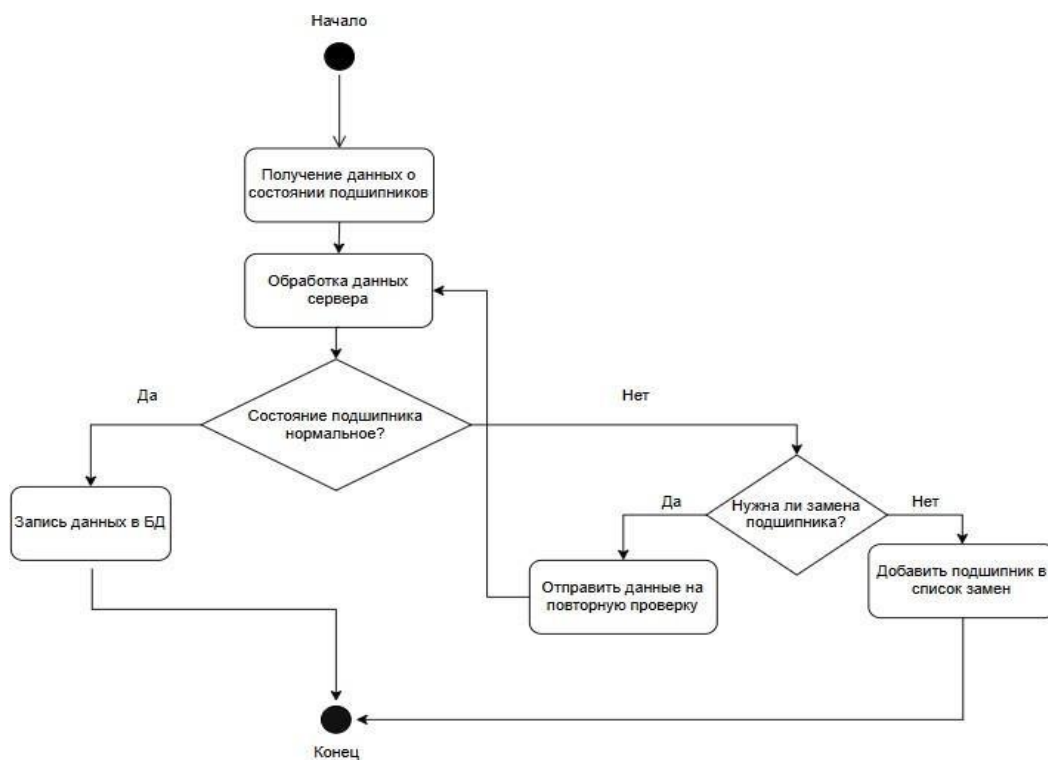 Начало
Получение данных о
состоянии подшипников
Обработка данных
сервера
Да
Нет
Состояние подшипника
нормальное?
Запись данных в БД
Да
Нужна ли замена
подшипника?
Нет
Отправить данные на
повторную проверку
Добавить подшипник в
список замен
Конец